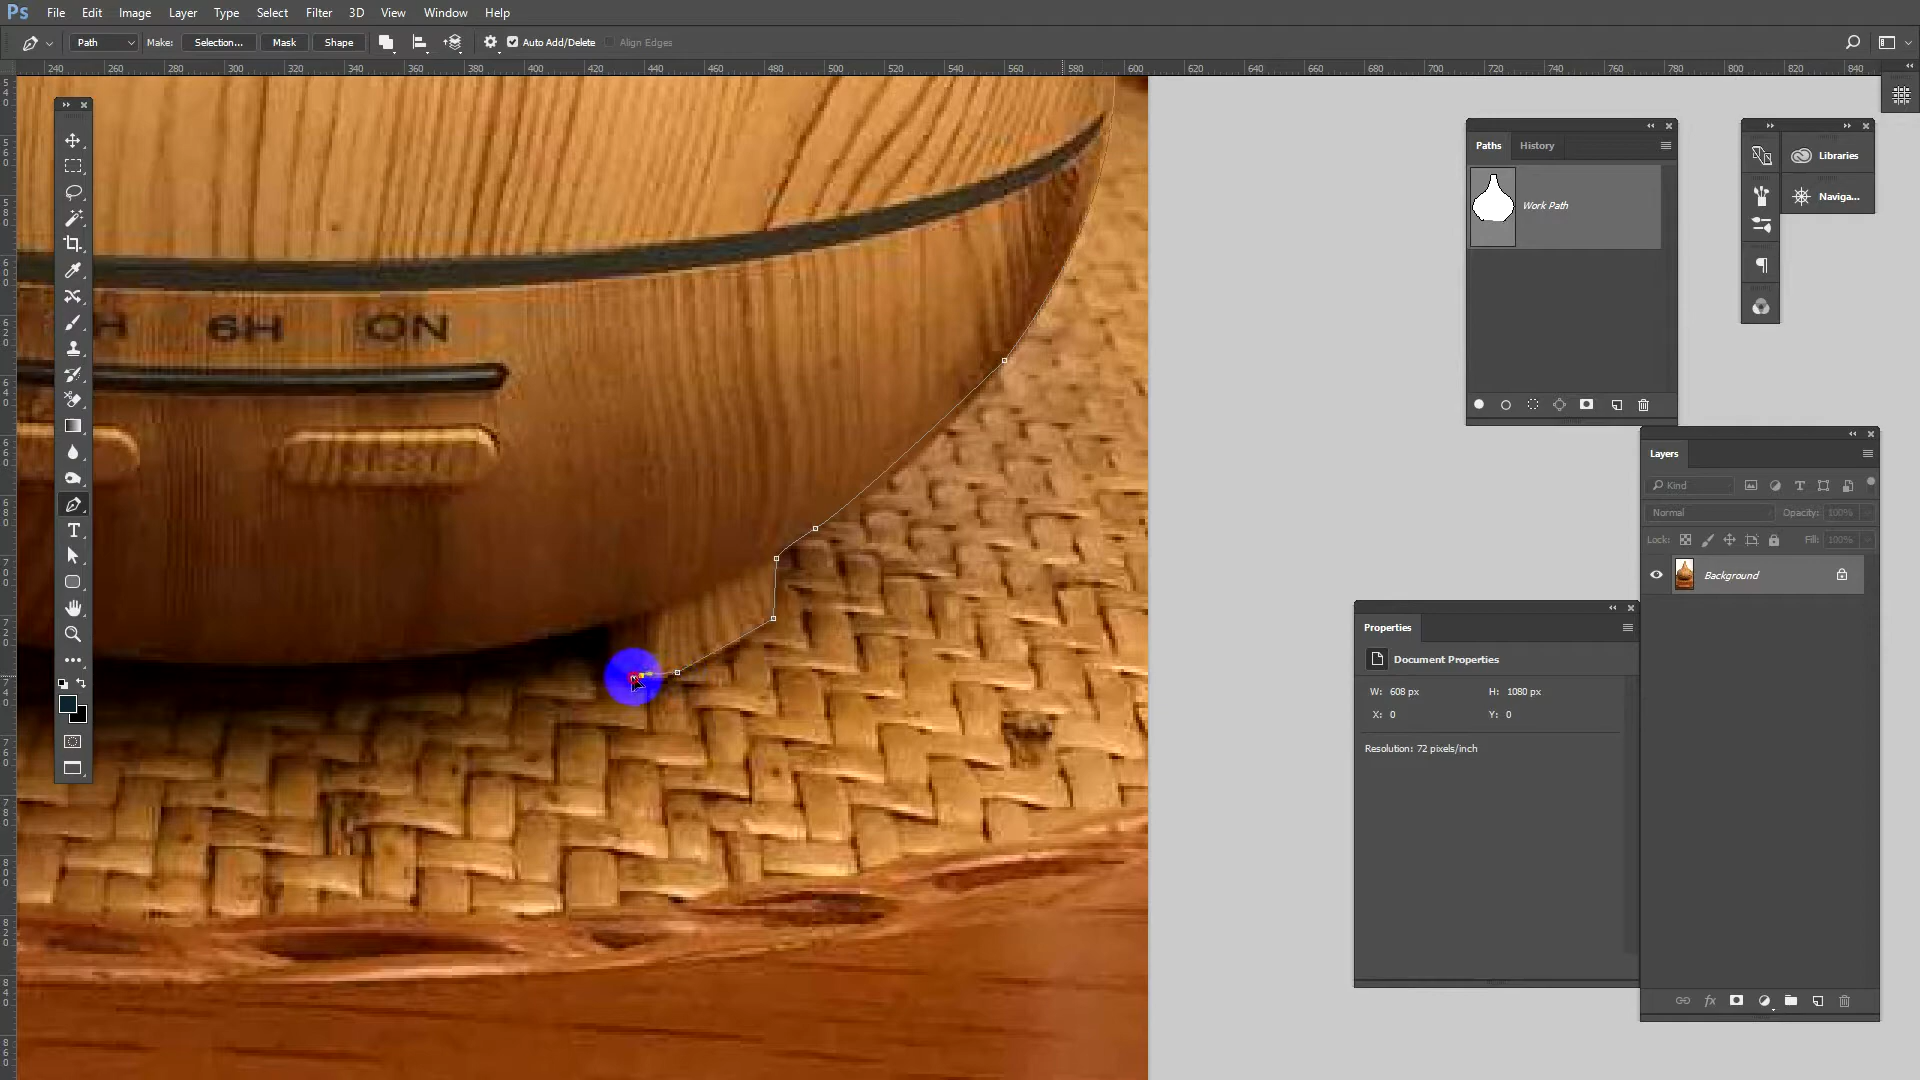 Ps File Edit Image Layer Type Select Filter 3D View Window Help
Path Make: Selection... Mask Shape Auto Add/Delete Align Edges
240 260 280 300 320 340 360 380 400 420 440 460 480 500 520 540 560 580 600 620 640 660 680 700 720 740 760 780 800 820 840
Paths History
Work Path
Libraries
Naviga...
H 6H ON
Layers
Kind
Normal Opacity: 100%
Lock: Fill: 100%
Background
Properties
Document Properties
W: 608 px H: 1080 px
X: 0 Y: 0
Resolution: 72 pixels/inch